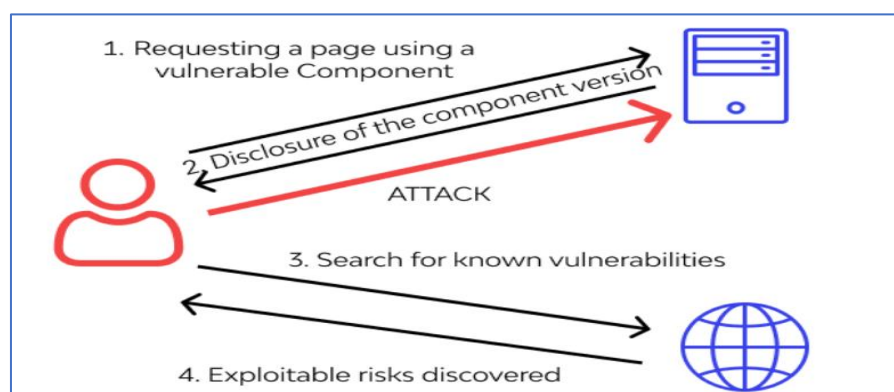 1. Requesting a page using a
vulnerable Component
2. Disclosure of the component version
ATTACK
3. Search for known vulnerabilities
4. Exploitable risks discovered